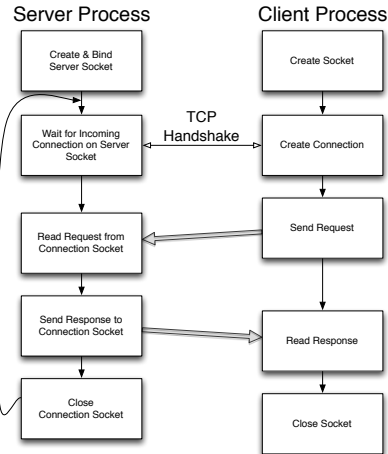 Server Process
Client Process
Create & Bind
Server Socket
Create Socket
Wait for Incoming
Connection on Server
Socket
TCP
Handshake
Create Connection
Read Request from
Connection Socket
Send Request
Send Response to
Connection Socket
Read Response
Close
Connection Socket
Close Socket